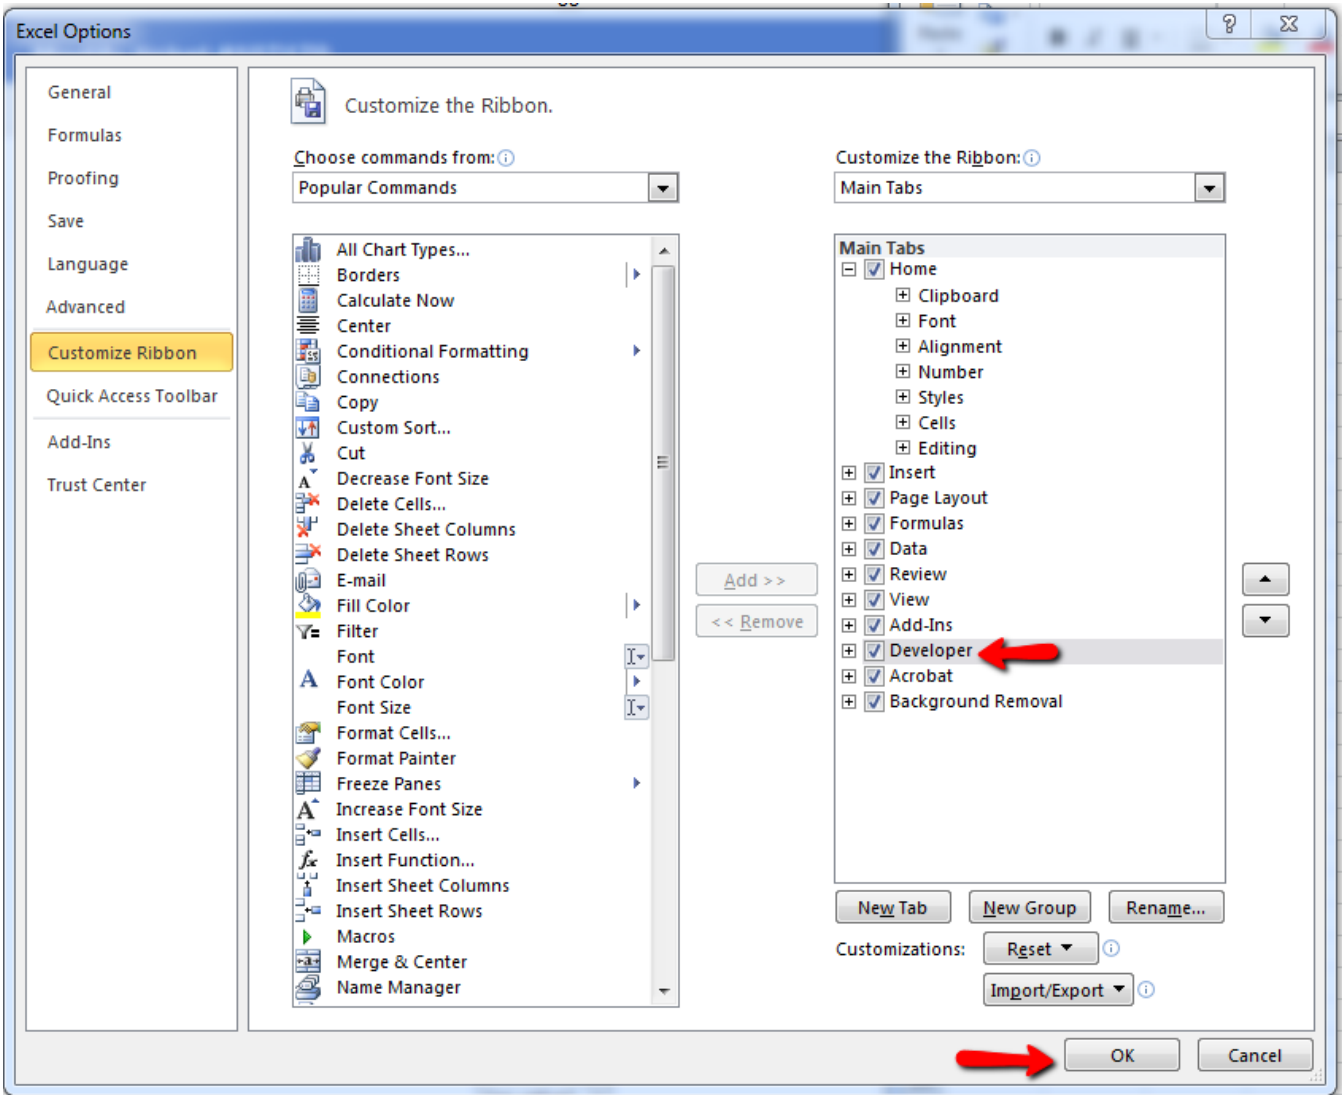 Excel Options
General
Formulas
Proofing
Save
Language
Advanced
Customize Ribbon
Quick Access Toolbar
Add-Ins
Trust Center
Customize the Ribbon.
Choose commands from:
Popular Commands
All Chart Types...
Borders
Calculate Now
Center
Conditional Formatting
Connections
Copy
Custom Sort...
Cut
Decrease Font Size
Delete Cells...
Delete Sheet Columns
Delete Sheet Rows
E-mail
Fill Color
Filter
Font
Font Color
Font Size
Format Cells...
Format Painter
Freeze Panes
Increase Font Size
Insert Cells...
Insert Function...
Insert Sheet Columns
Insert Sheet Rows
Macros
Merge & Center
Name Manager
Add >>
<< Remove
Customize the Ribbon:
Main Tabs
Main Tabs
Home
Clipboard
Font
Alignment
Number
Styles
Cells
Editing
Insert
Page Layout
Formulas
Data
Review
View
Add-Ins
Developer
Acrobat
Background Removal
New Tab
New Group
Rename...
Customizations:
Reset
Import/Export
OK
Cancel